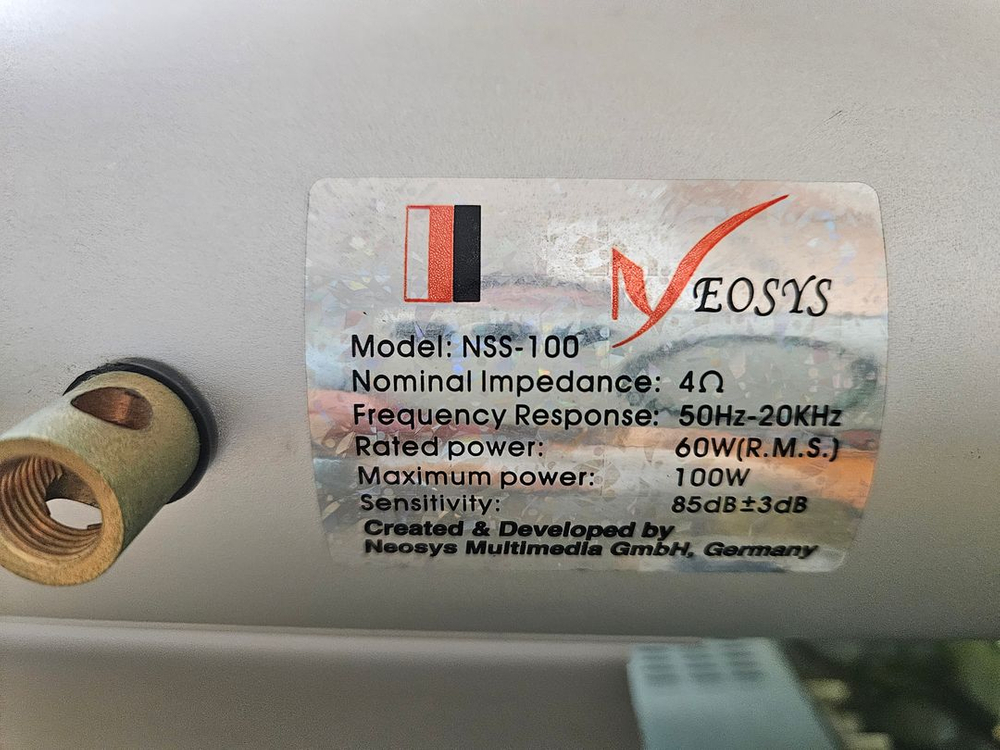 NEOSYS
Model: NSS-100
Nominal Impedance: 4Ω
Frequency Response: 50Hz-20KHz
Rated power: 60W(R.M.S.)
Maximum power: 100W
Sensitivity: 85dB±3dB
Created & Developed by
Neosys Multimedia GmbH, Germany